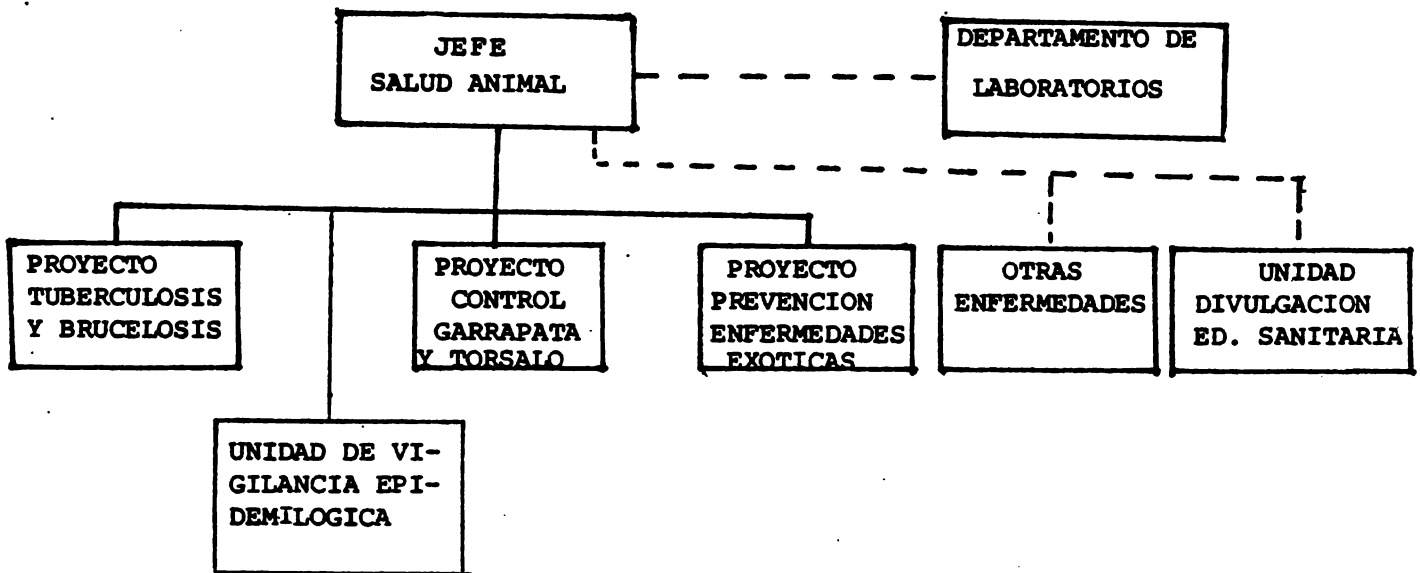 JEFE
SALUD ANIMAL
DEPARTAMENTO DE
LABORATORIOS
PROYECTO
TUBERCULOSIS
Y BRUCELOSIS
PROYECTO
CONTROL
GARRAPATA
Y TORSALO
PROYECTO
PREVENCION
ENFERMEDADES
EXOTICAS
OTRAS
ENFERMEDADES
UNIDAD
DIVULGACION
ED. SANITARIA
UNIDAD DE VI-
GILANCIA EPI-
DEMILOGICA